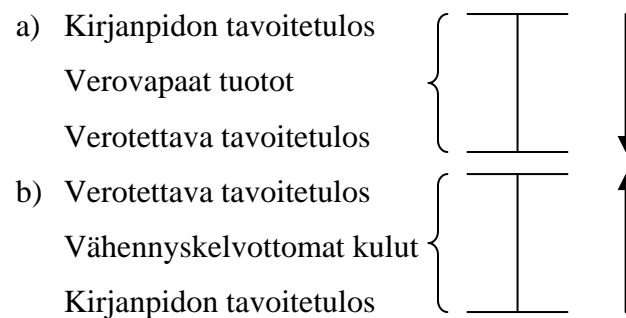 a) Kirjanpidon tavoitetulos
Verovapaat tuotot
Verotettava tavoitetulos
b) Verotettava tavoitetulos
Vähennyskelvottomat kulut
Kirjanpidon tavoitetulos